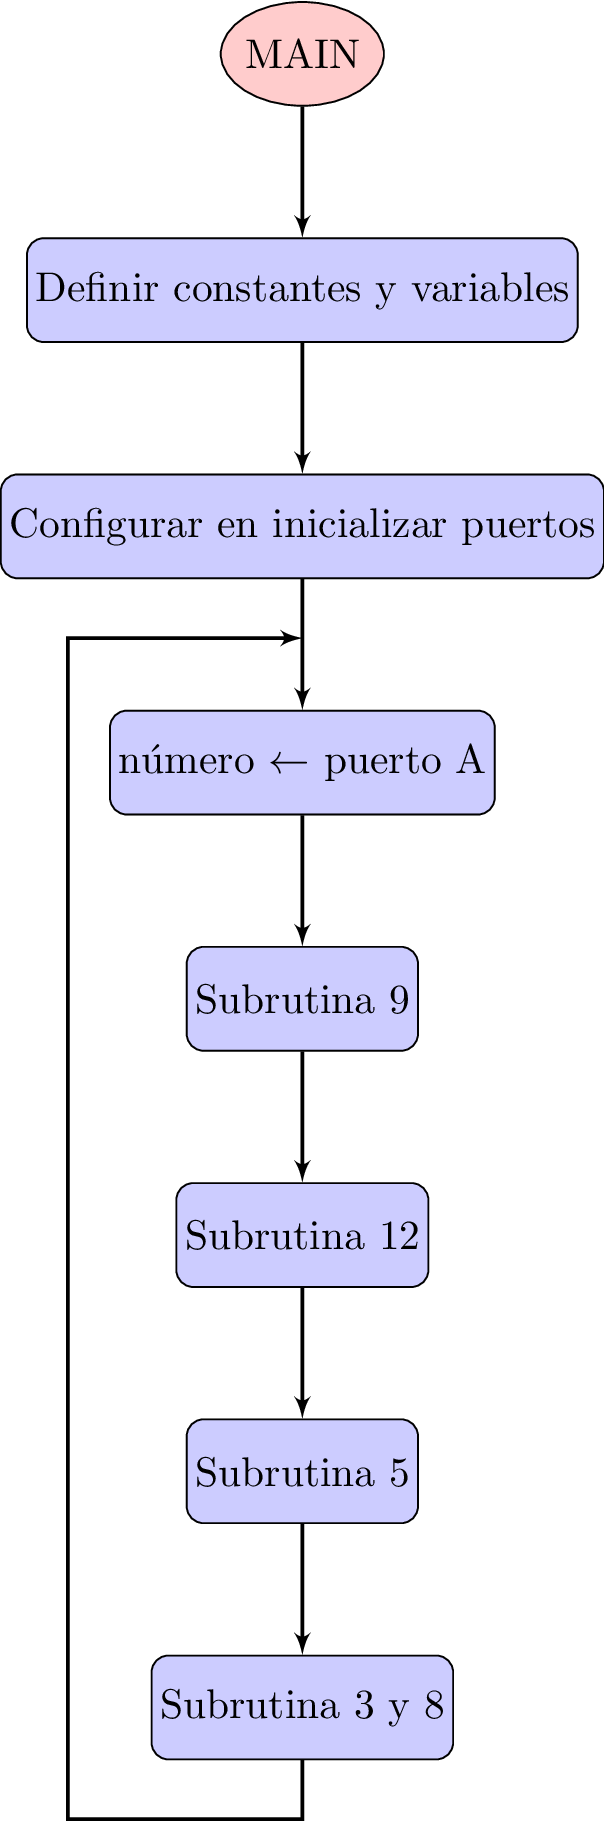 MAIN
Definir constantes y variables
Configurar en inicializar puertos
número ← puerto A
Subrutina 9
Subrutina 12
Subrutina 5
Subrutina 3 y 8